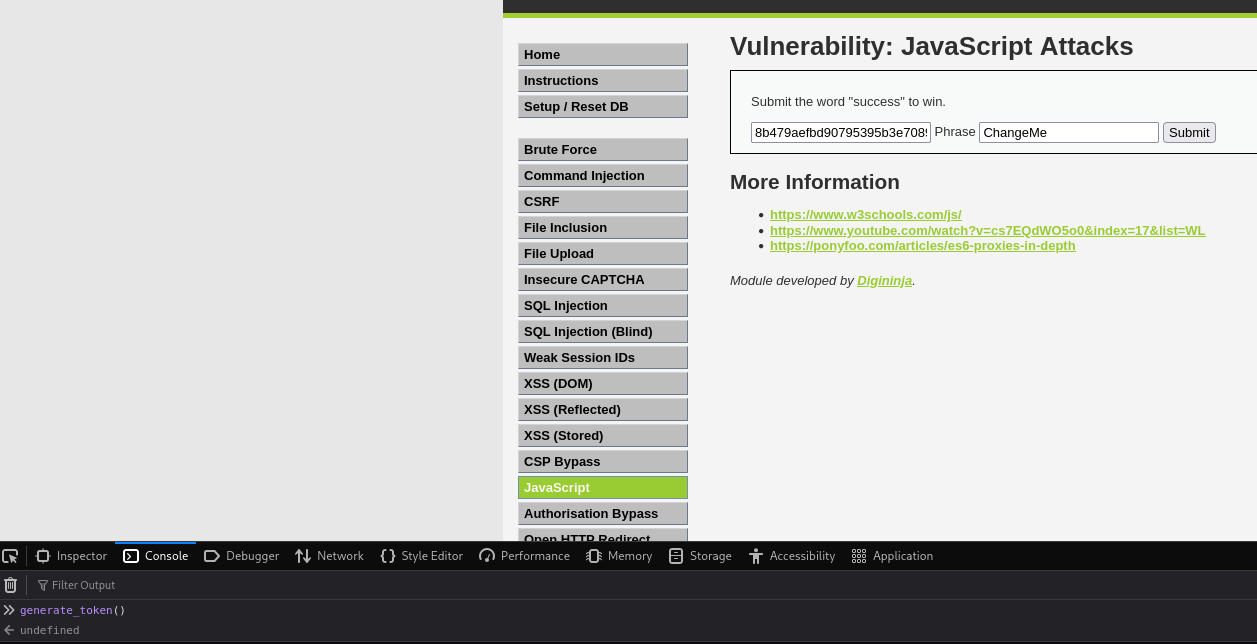 Home
Instructions
Setup / Reset DB
Brute Force
Command Injection
CSRF
File Inclusion
File Upload
Insecure CAPTCHA
SQL Injection
SQL Injection (Blind)
Weak Session IDs
XSS (DOM)
XSS (Reflected)
XSS (Stored)
CSP Bypass
JavaScript
Authorisation Bypass
Open HTTP Redirect
Vulnerability: JavaScript Attacks
Submit the word "success" to win.
8b479aefbd90795395b3e7089 Phrase ChangeMe Submit
More Information
https://www.w3schools.com/js/
https://www.youtube.com/watch?v=cs7EQdWO5o0&index=17&list=WL
https://ponyfoo.com/articles/es6-proxies-in-depth
Module developed by Digininja.
Inspector Console Debugger Network Style Editor Performance Memory Storage Accessibility Application
Filter Output
generate_token()
undefined